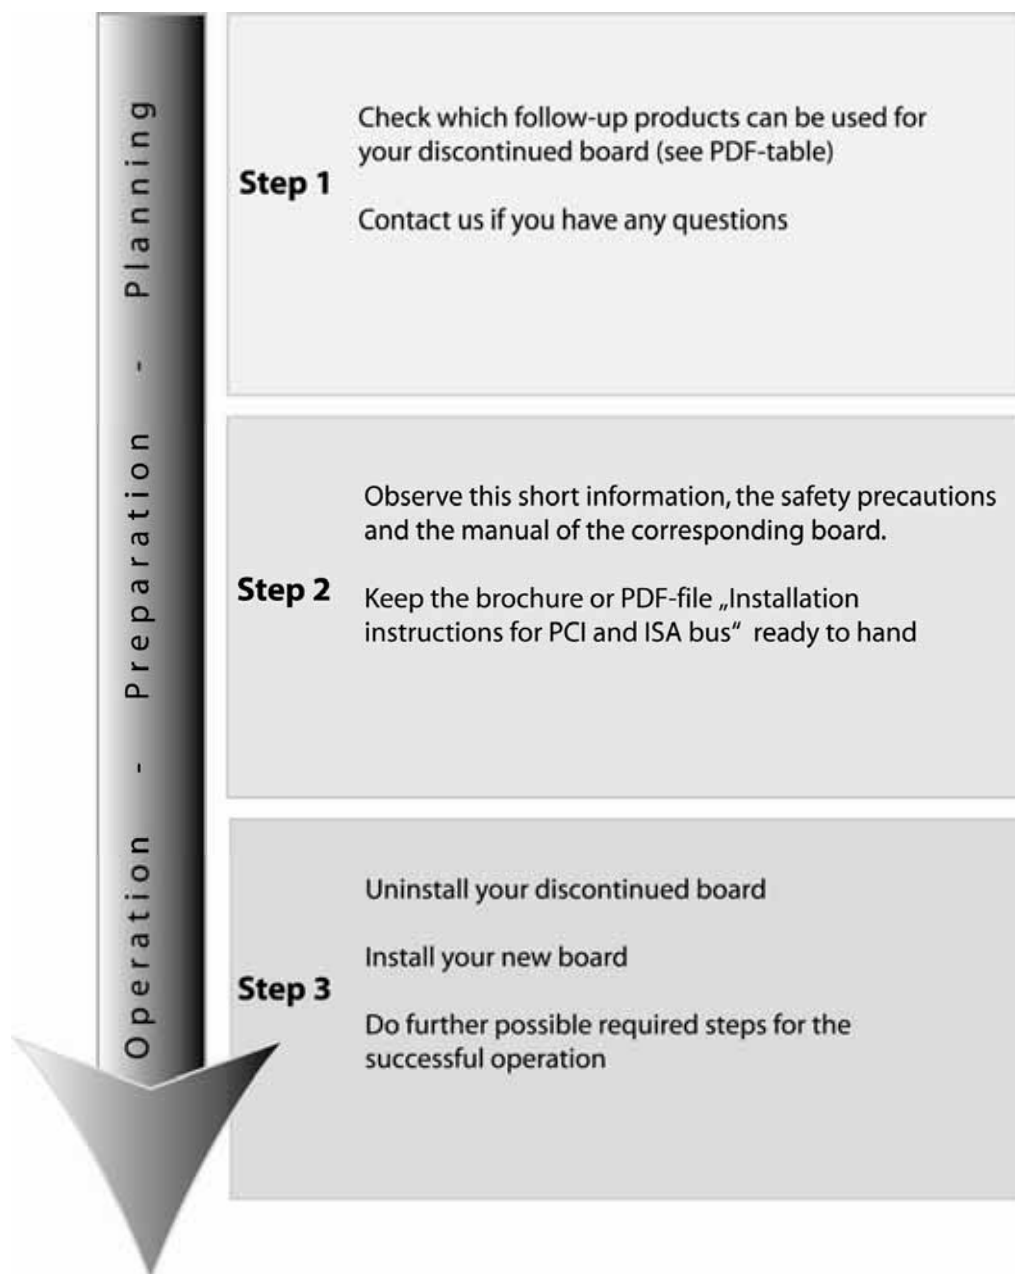 Planning
Step 1
Check which follow-up products can be used for
your discontinued board (see PDF-table)
Contact us if you have any questions
-
Preparation
Step 2
Observe this short information, the safety precautions
and the manual of the corresponding board.
Keep the brochure or PDF-file „Installation
instructions for PCI and ISA bus“ ready to hand
-
Operation
Step 3
Uninstall your discontinued board
Install your new board
Do further possible required steps for the
successful operation